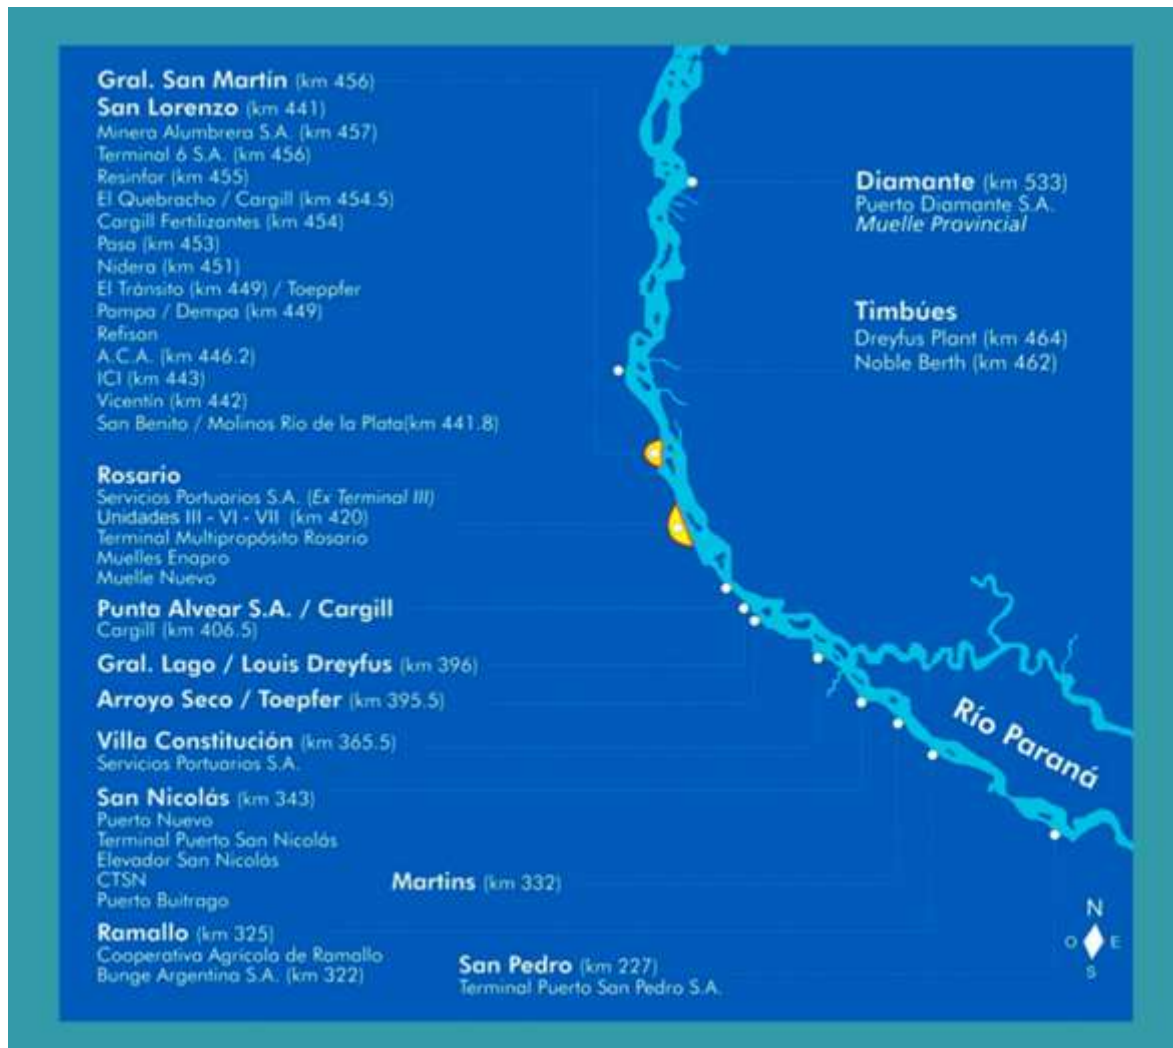 Gral. San Martín (km 456)
San Lorenzo (km 441)
Minera Alumbrera S.A. (km 457)
Terminal 6 S.A. (km 456)
Resinfor (km 455)
El Quebracho / Cargill (km 454.5)
Cargill Fertilizantes (km 454)
Pasa (km 453)
Nidera (km 451)
El Tránsito (km 449) / Toeppfer
Pampa / Dempa (km 449)
Refisan
A.C.A. (km 446.2)
ICI (km 443)
Vicentín (km 442)
San Benito / Molinos Río de la Plata(km 441.8)
Rosario
Servicios Portuarios S.A. (Ex Terminal III)
Unidades III - VI - VII (km 420)
Terminal Multipropósito Rosario
Muelles Enapro
Muelle Nuevo
Punta Alvear S.A. / Cargill
Cargill (km 406.5)
Gral. Lago / Louis Dreyfus (km 396)
Arroyo Seco / Toepfer (km 395.5)
Villa Constitución (km 365.5)
Servicios Portuarios S.A.
San Nicolás (km 343)
Puerto Nuevo
Terminal Puerto San Nicolás
Elevador San Nicolás
CTSN
Puerto Buitrago
Martins (km 332)
Ramallo (km 325)
Cooperativa Agrícola de Ramallo
Bunge Argentina S.A. (km 322)
San Pedro (km 227)
Terminal Puerto San Pedro S.A.
Diamante (km 533)
Puerto Diamante S.A.
Muelle Provincial
Timbúes
Dreyfus Plant (km 464)
Noble Berth (km 462)
Río Paraná
N
O E
S